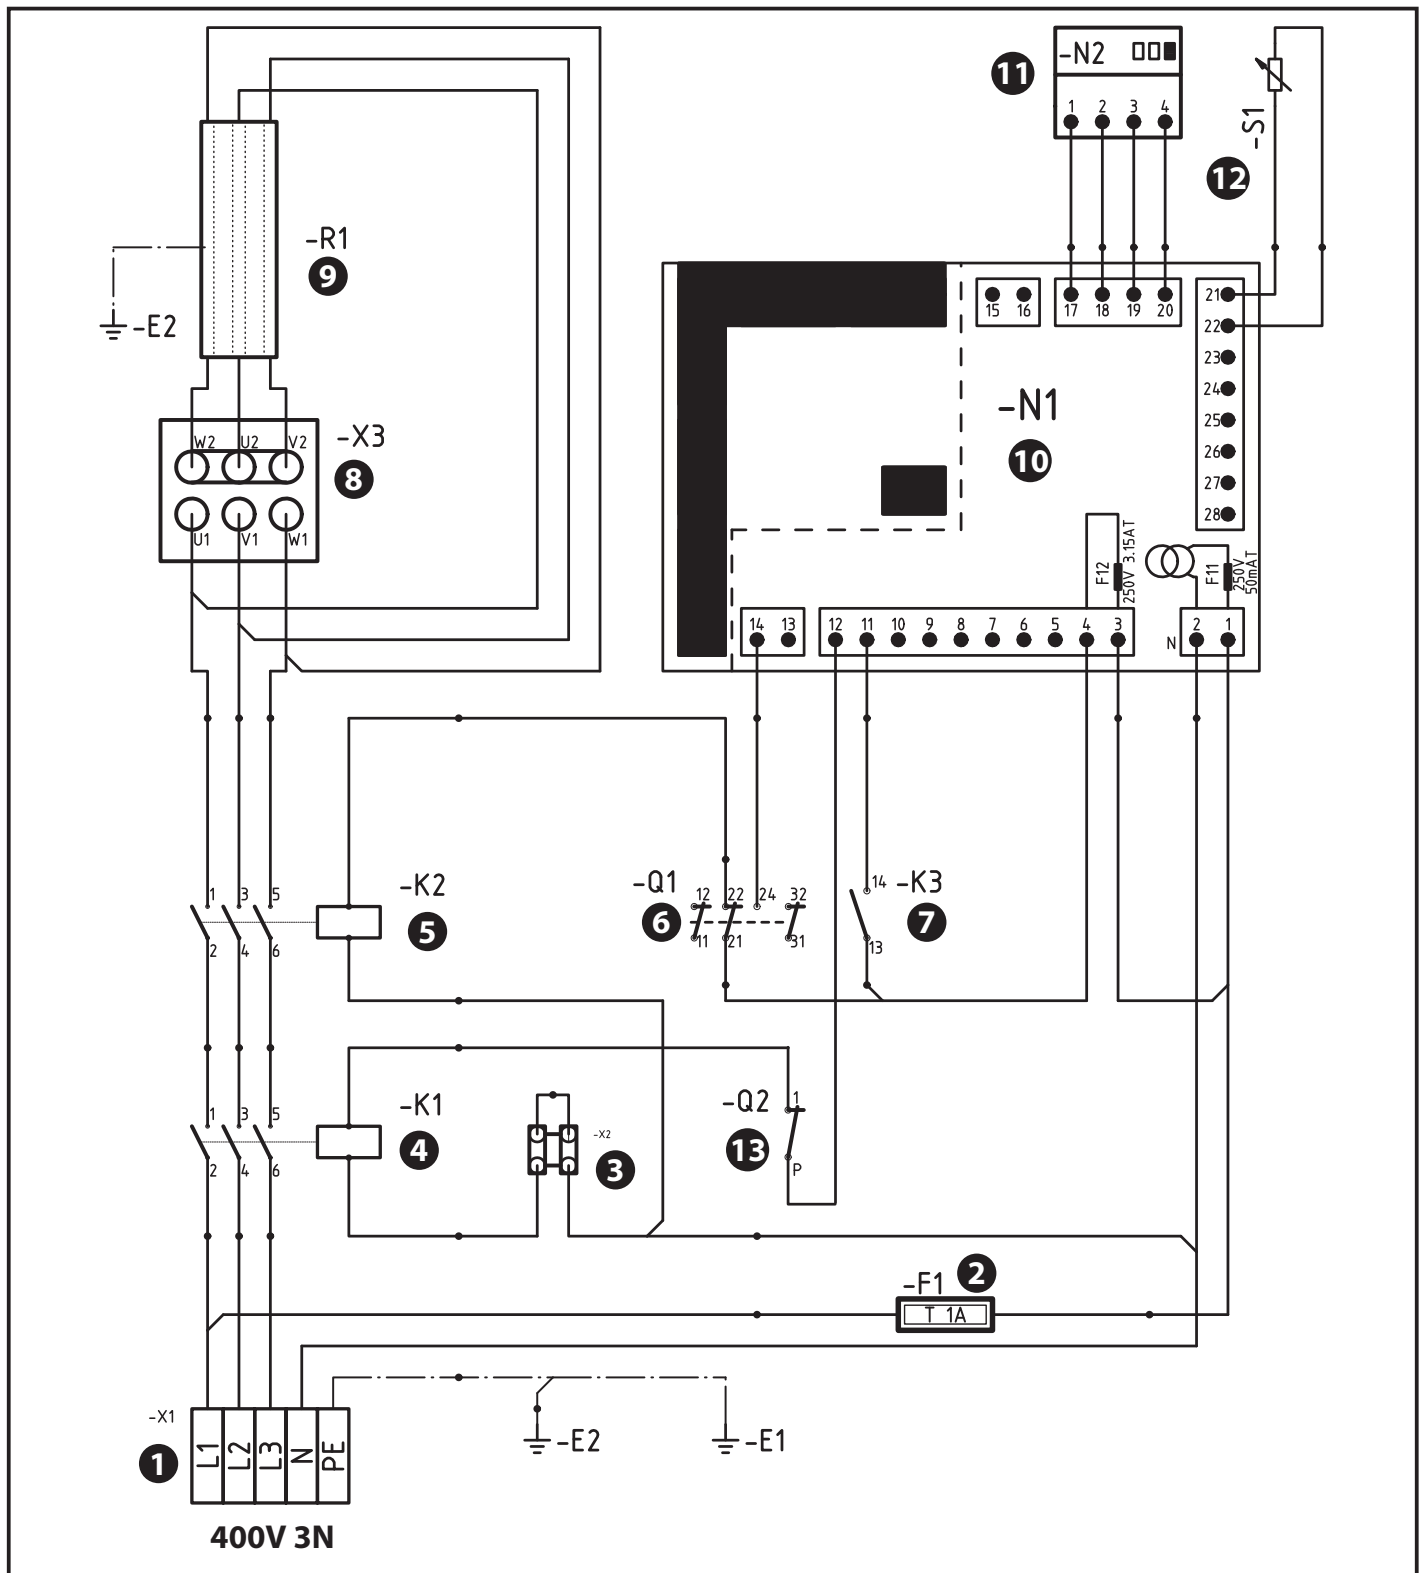 -N2
11
1 2 3 4
-S1
12
-R1
9
-E2
15 16 17 18 19 20
21
22
23
24
25
26
27
28
-N1
10
-X3
8
W2 U2 V2
U1 V1 W1
F12
250V 3.15AT
F11
250V
50mAT
14 13 12 11 10 9 8 7 6 5 4 3 N 2 1
-K2
5
1 3 5
2 4 6
-Q1
6
12 22 24 32
11 21 31
14 -K3
7
13
-K1
4
1 3 5
2 4 6
-X2
3
-Q2
13
1
P
-F1 2
T 1A
-X1
1
L1 L2 L3 N PE
-E2 -E1
400V 3N